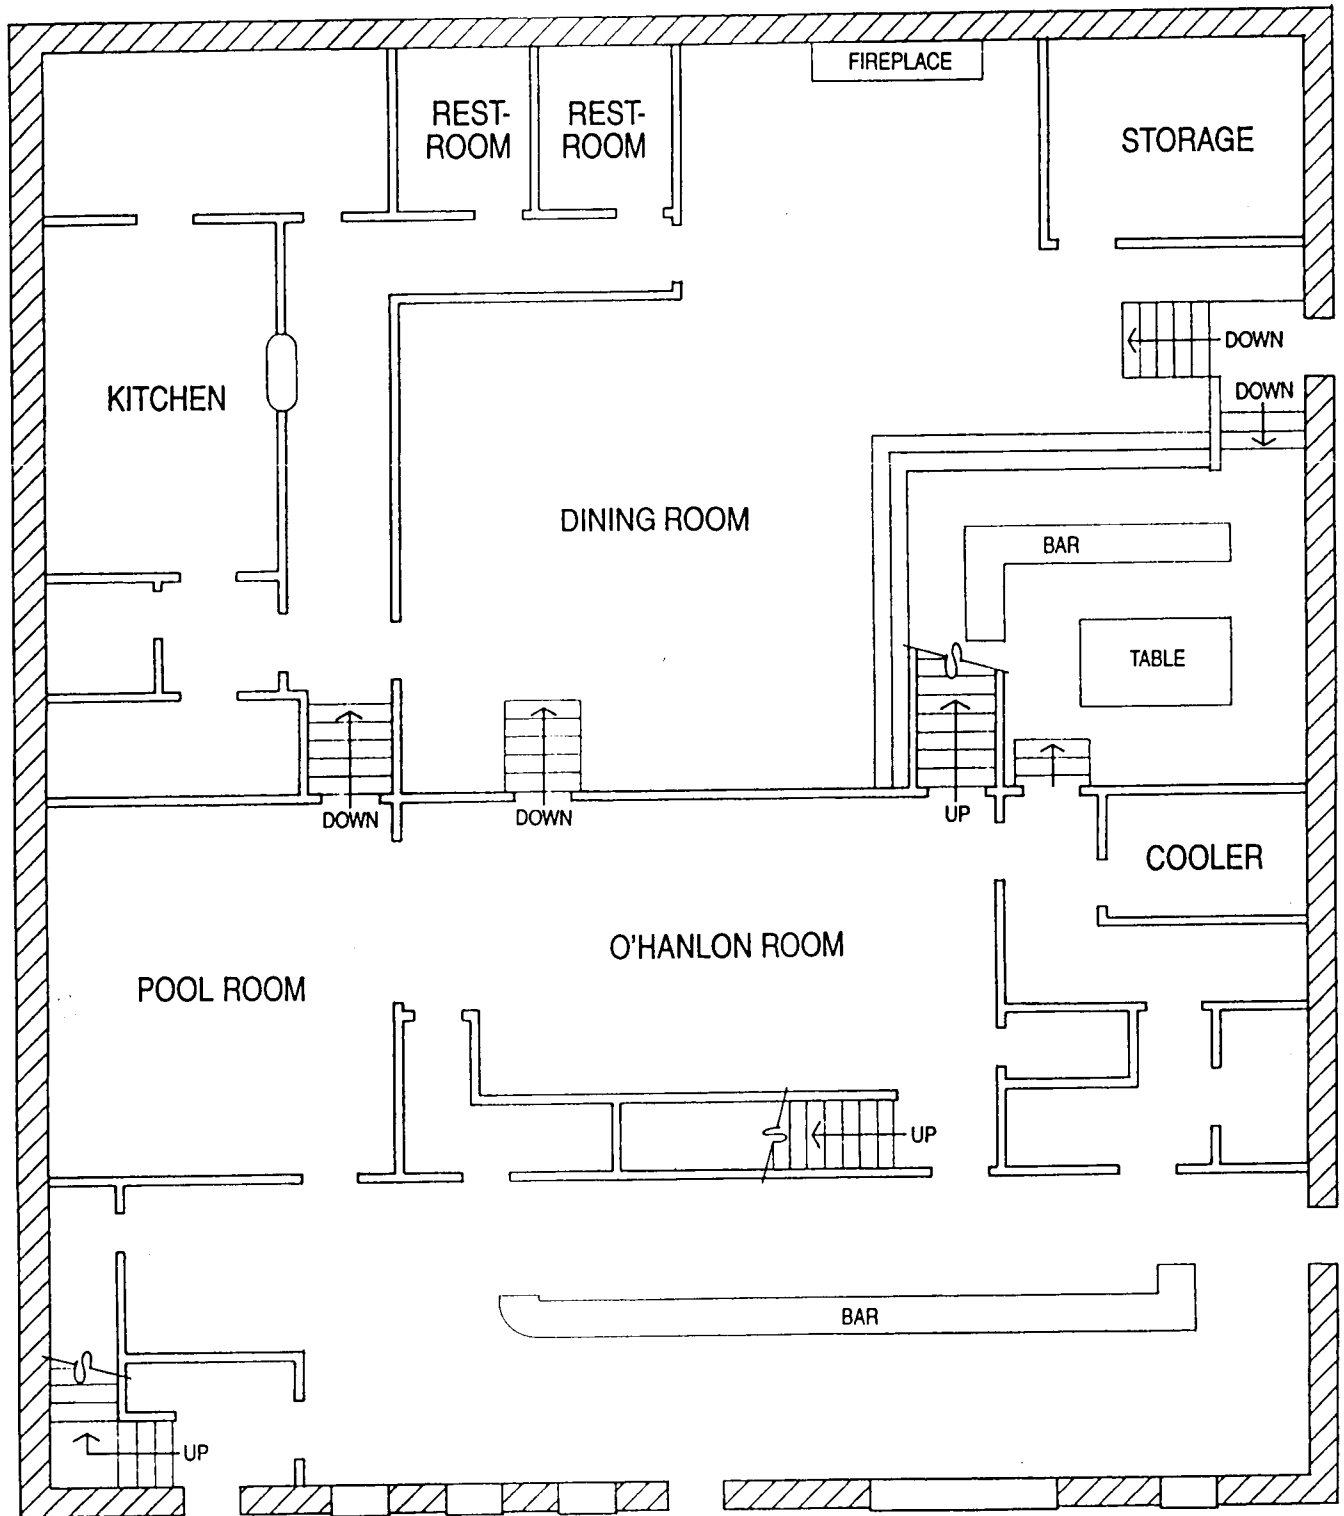 FIREPLACE
REST-
ROOM
REST-
ROOM
STORAGE
DOWN
DOWN
KITCHEN
DINING ROOM
BAR
TABLE
DOWN
DOWN
UP
COOLER
O'HANLON ROOM
POOL ROOM
UP
BAR
UP